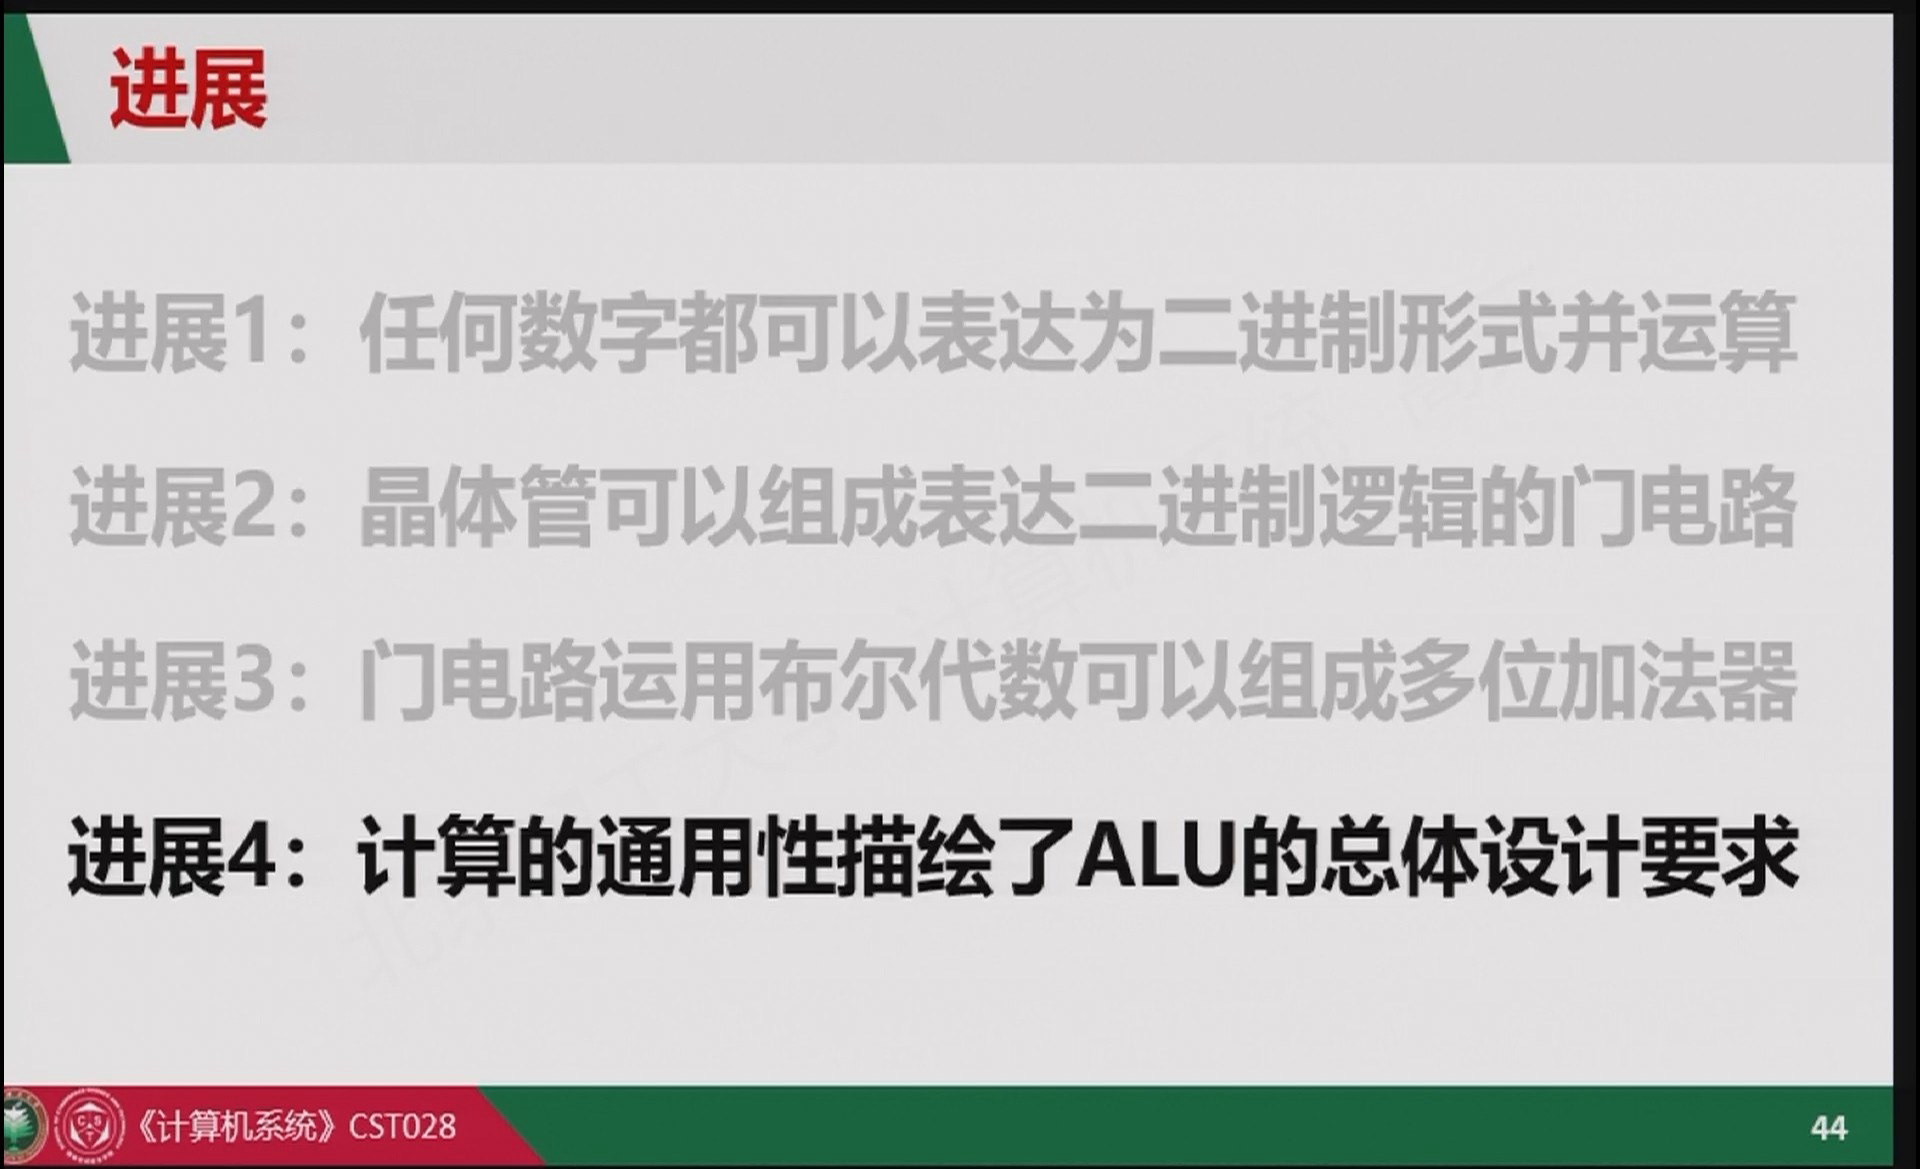 进展
进展1：任何数字都可以表达为二进制形式并运算
进展2：晶体管可以组成表达二进制逻辑的门电路
进展3：门电路运用布尔代数可以组成多位加法器
进展4：计算的通用性描绘了ALU的总体设计要求
《计算机系统》CST028
44